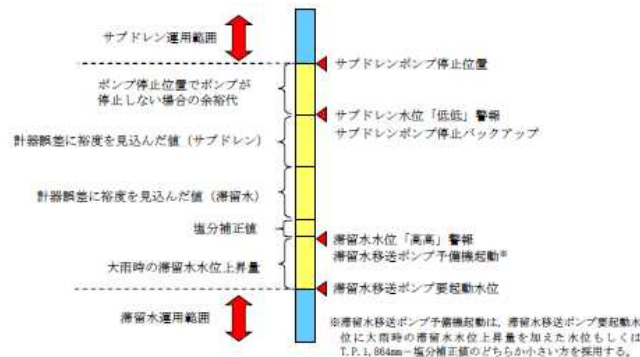 サブドレン運用範囲
サブドレンポンプ停止位置
ポンプ停止位置でポンプが
停止しない場合の余裕代
サブドレン水位「低低」警報
サブドレンポンプ停止バックアップ
計器誤差に裕度を見込んだ値（サブドレン）
計器誤差に裕度を見込んだ値（滞留水）
塩分補正値
滞留水水位「高高」警報
滞留水移送ポンプ予備機起動※
大雨時の滞留水水位上昇量
滞留水移送ポンプ要起動水位
滞留水運用範囲
※滞留水移送ポンプ予備機起動は、滞留水移送ポンプ要起動水
位に大雨時の滞留水水位上昇量を加えた水位もしくは
T.P.1,864mm－塩分補正値のどちらか小さい方を採用する。